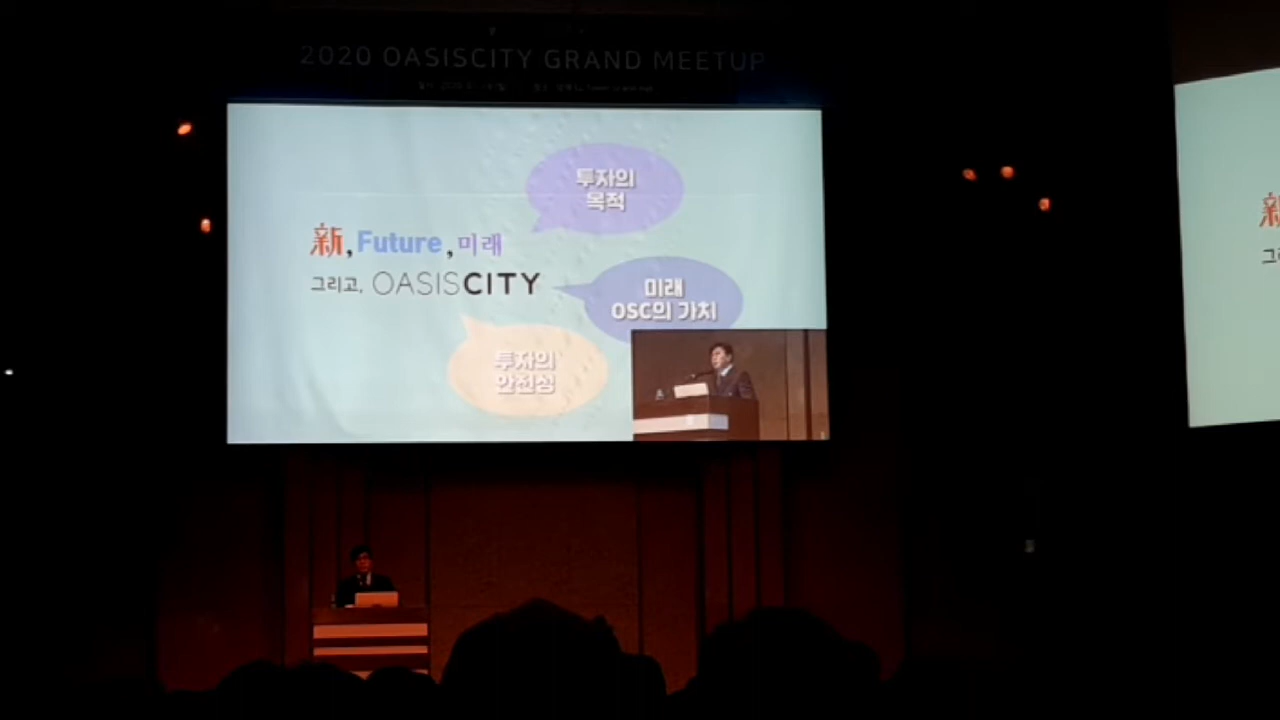 2020 OASISCITY GRAND MEETUP
투자의
목적
新, Future, 미래
그리고, OASISCITY
미래
OSC의 가치
투자의
안전성
新